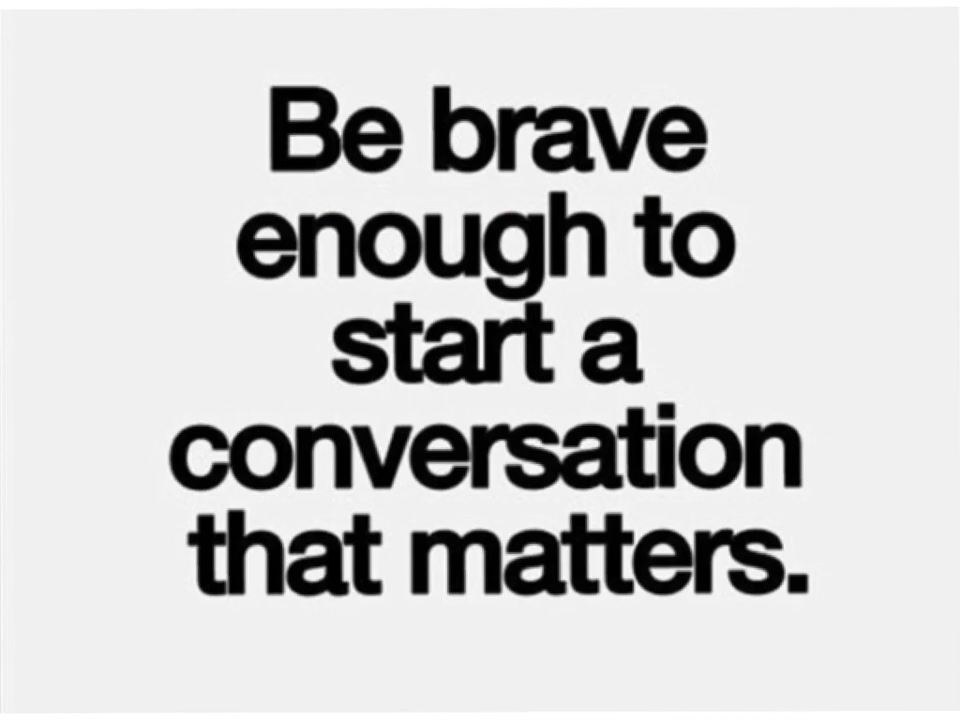 Be brave
enough to
start a
conversation
that matters.